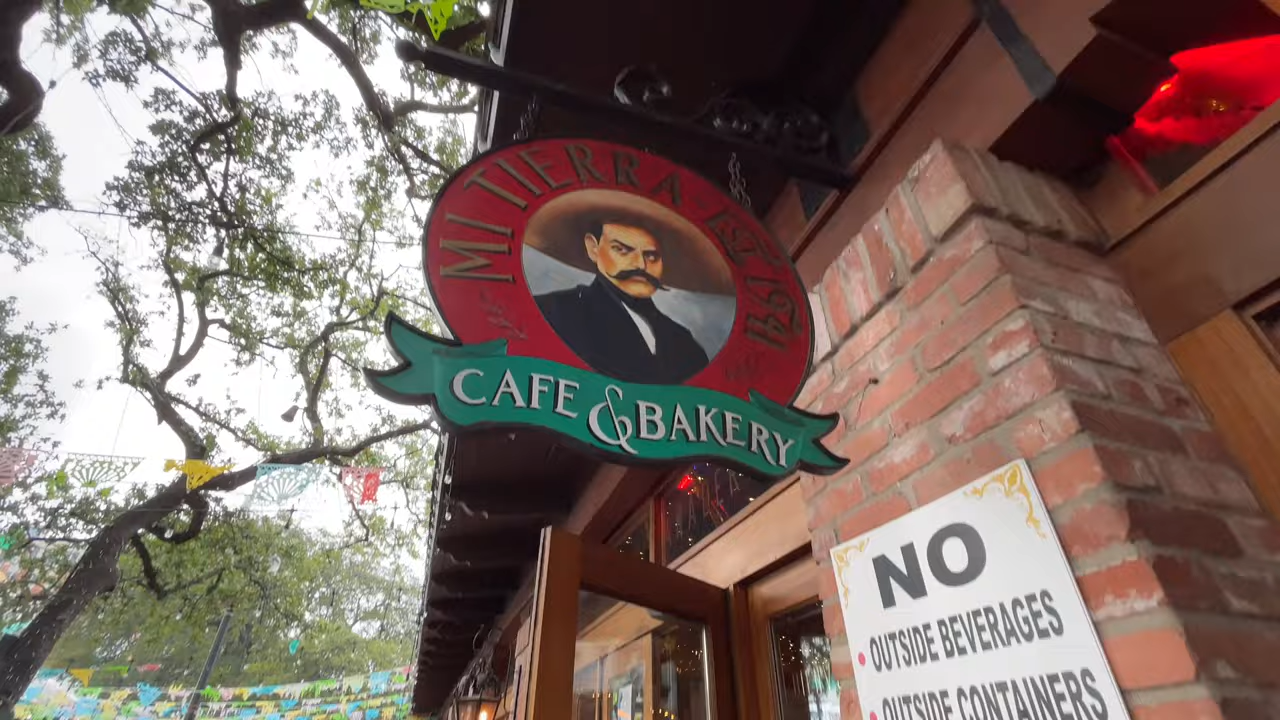 MI TIERRA - EST 1941
CAFE & BAKERY
NO
• OUTSIDE BEVERAGES
• OUTSIDE CONTAINERS